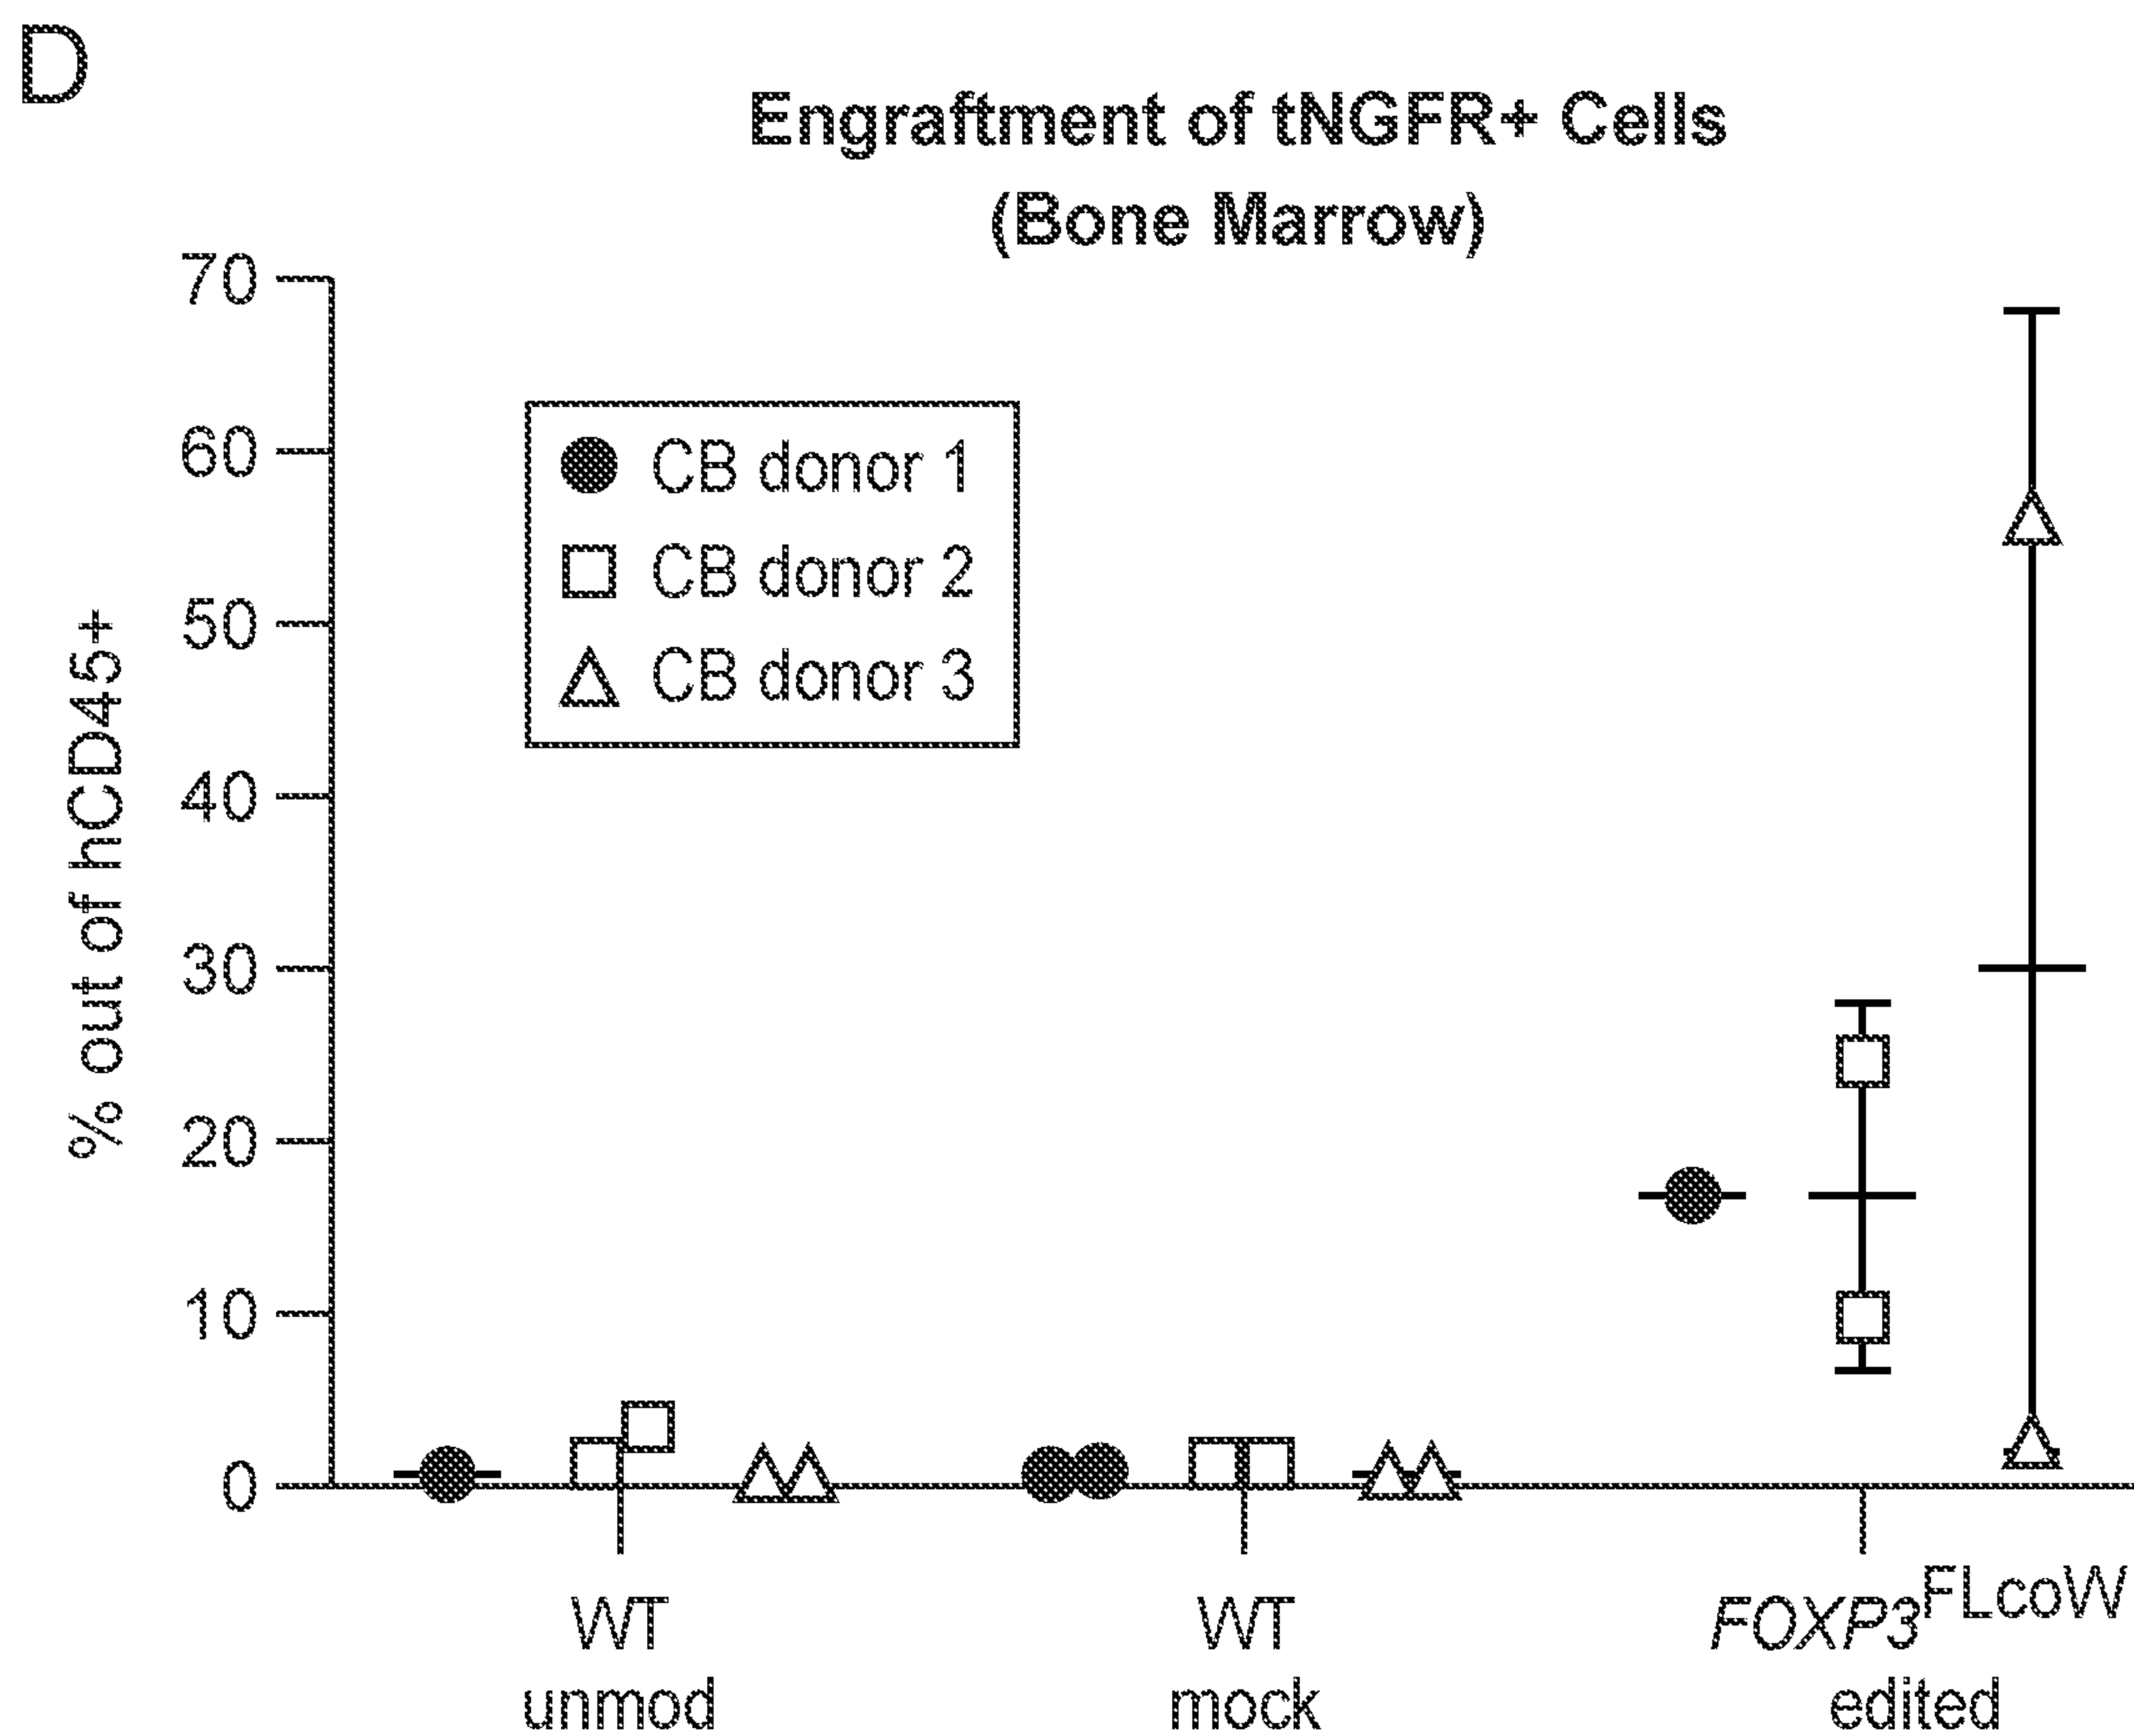 D
Engraftment of tNGFR+ Cells
(Bone Marrow)
% out of hCD45+
70
60
50
40
30
20
10
0
CB donor 1
CB donor 2
CB donor 3
WT
unmod
WT
mock
FOXP3FLcoW
edited